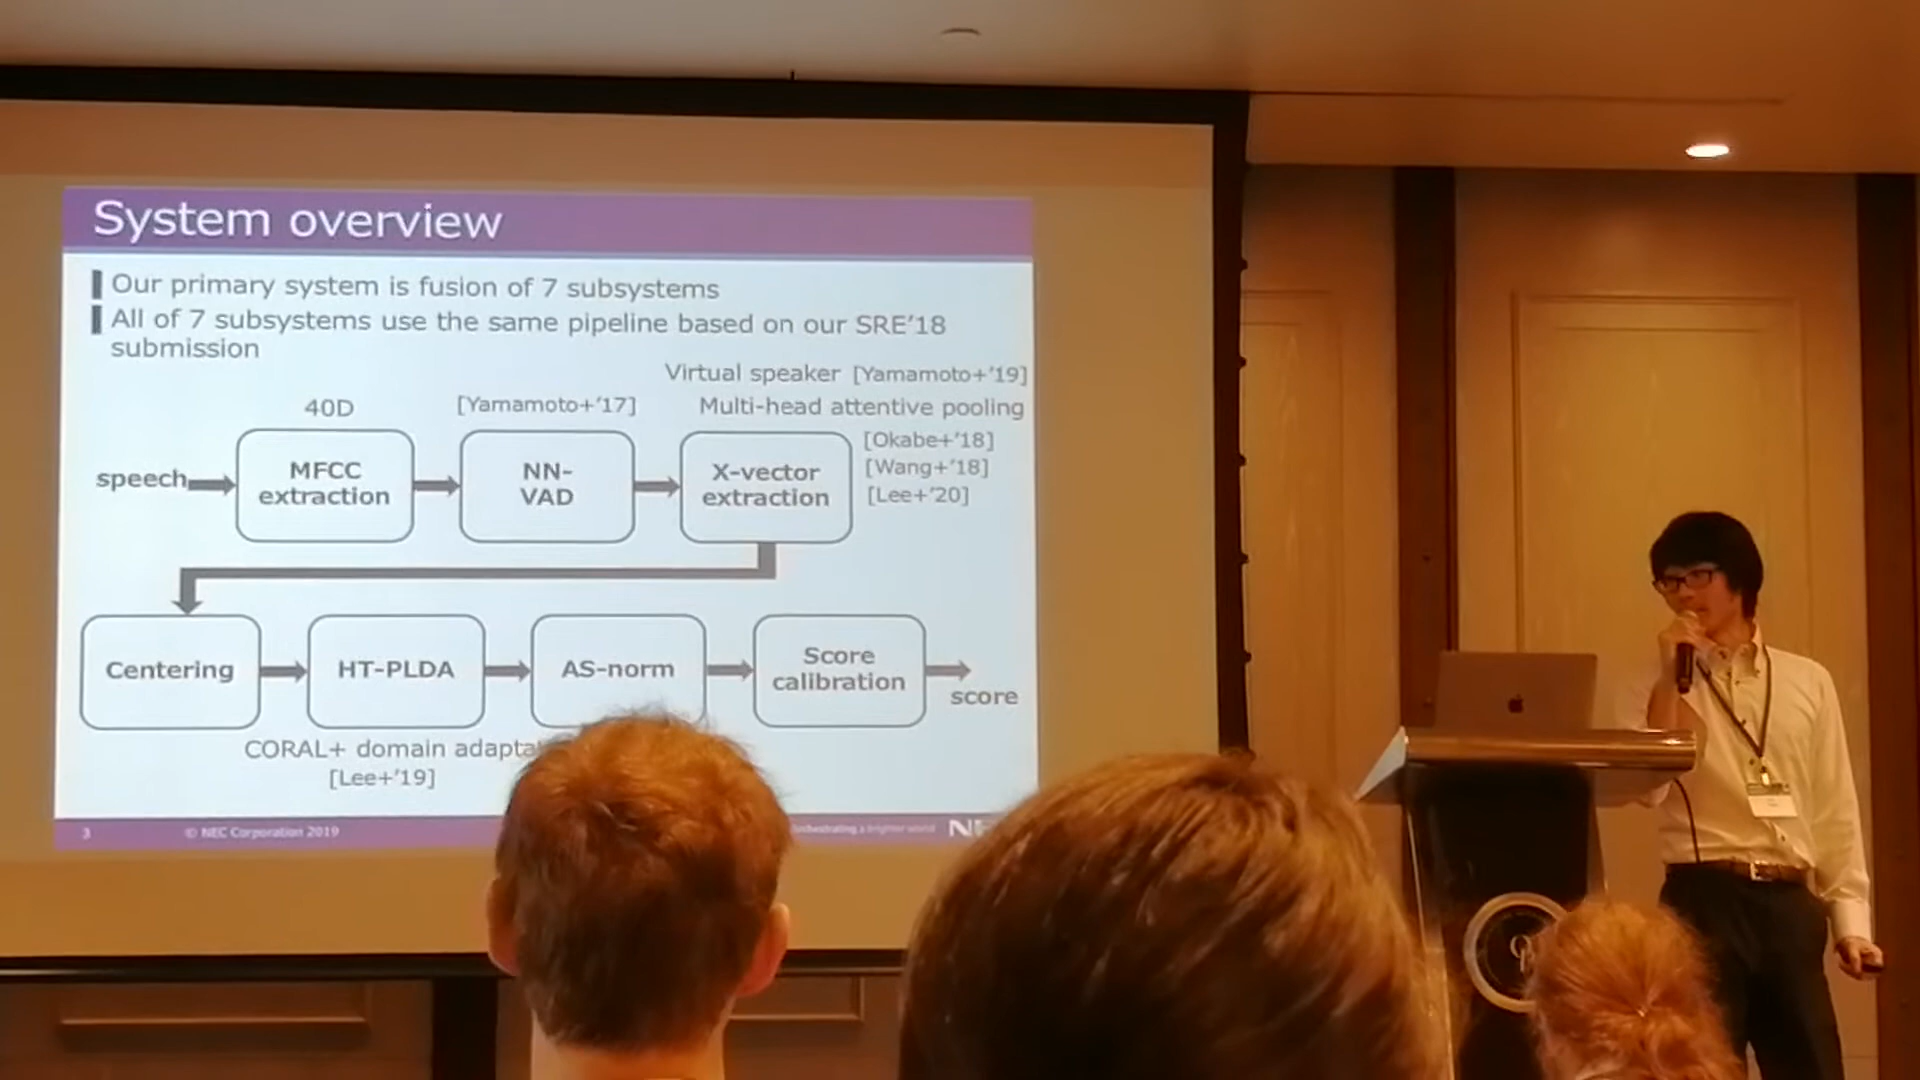 System overview
Our primary system is fusion of 7 subsystems
All of 7 subsystems use the same pipeline based on our SRE'18
submission
Virtual speaker [Yamamoto+'19]
40D
[Yamamoto+'17]
Multi-head attentive pooling
[Okabe+'18]
[Wang+'18]
[Lee+'20]
speech
MFCC
extraction
NN-
VAD
X-vector
extraction
Centering
HT-PLDA
AS-norm
Score
calibration
score
CORAL+ domain
[Lee+'19]
3
© NEC Corporation 2019
Orchestrating a brighter world